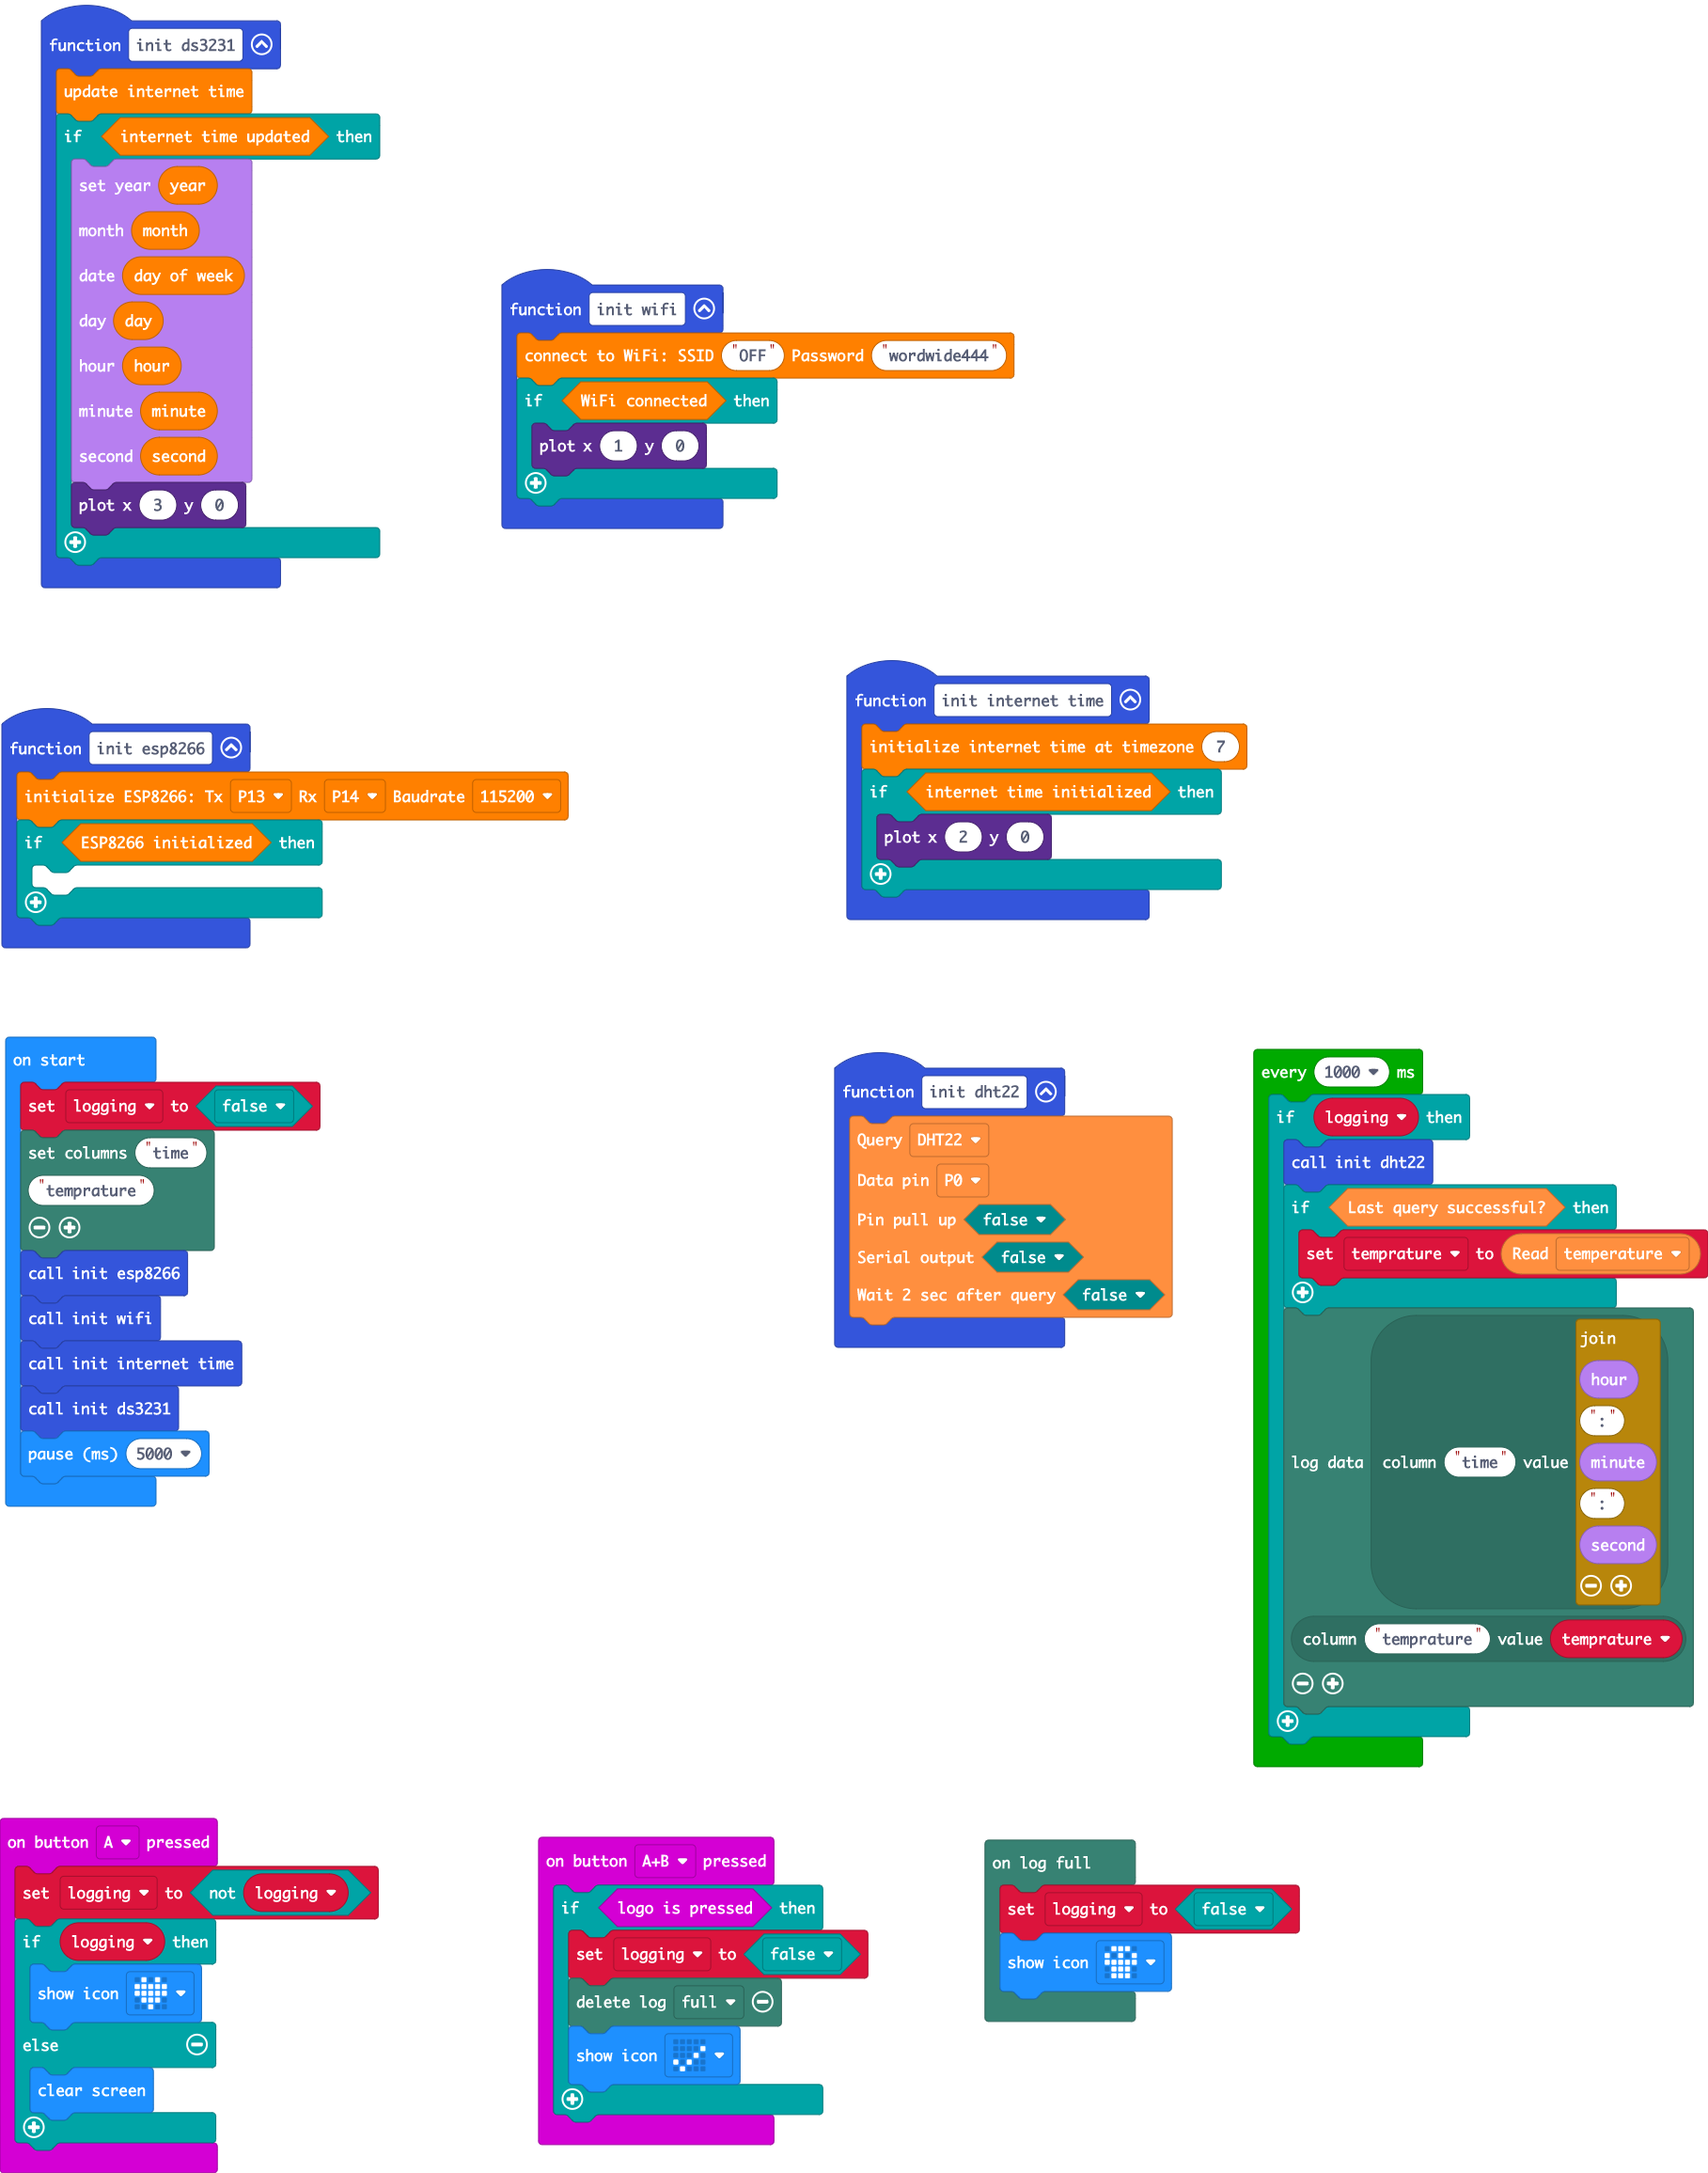 function init ds3231
update internet time
if internet time updated then
set year year
month month
date day of week
day day
hour hour
minute minute
second second
plot x 3 y 0
function init wifi
connect to WiFi: SSID "OFF" Password "wordwide444"
if WiFi connected then
plot x 1 y 0
function init esp8266
initialize ESP8266: Tx P13 Rx P14 Baudrate 115200
if ESP8266 initialized then
function init internet time
initialize internet time at timezone 7
if internet time initialized then
plot x 2 y 0
on start
set logging to false
set columns "time"
"temprature"
call init esp8266
call init wifi
call init internet time
call init ds3231
pause (ms) 5000
function init dht22
Query DHT22
Data pin P0
Pin pull up false
Serial output false
Wait 2 sec after query false
every 1000 ms
if logging then
call init dht22
if Last query successful? then
set temprature to Read temperature
log data column "time" value join
hour
":"
minute
":"
second
column "temprature" value temprature
on button A pressed
set logging to not logging
if logging then
show icon
else
clear screen
on button A+B pressed
if logo is pressed then
set logging to false
delete log full
show icon
on log full
set logging to false
show icon